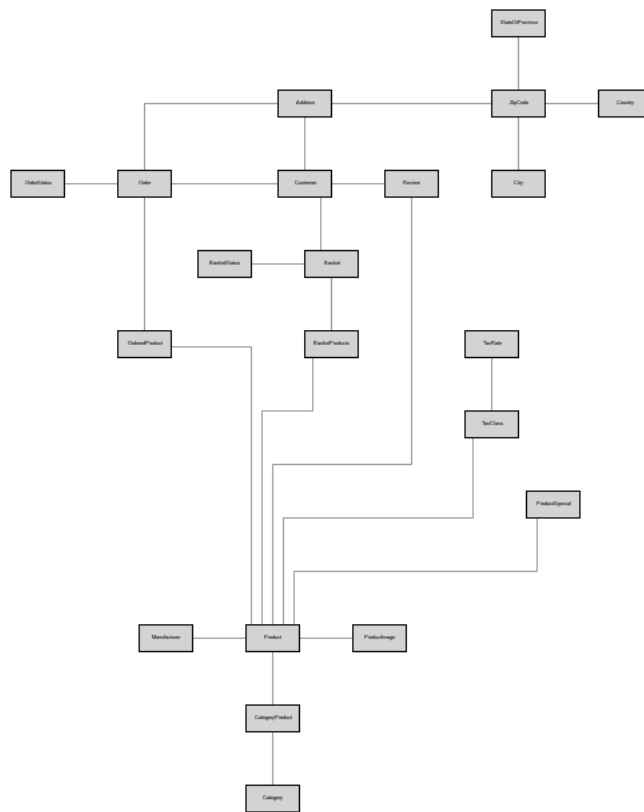 StateOrProvince
Address
ZipCode
Country
OrderStatus
Order
Customer
Review
City
BasketStatus
Basket
OrderedProduct
BasketProducts
TaxRate
TaxClass
ProductSpecial
Manufacturer
Product
ProductImage
CategoryProduct
Category